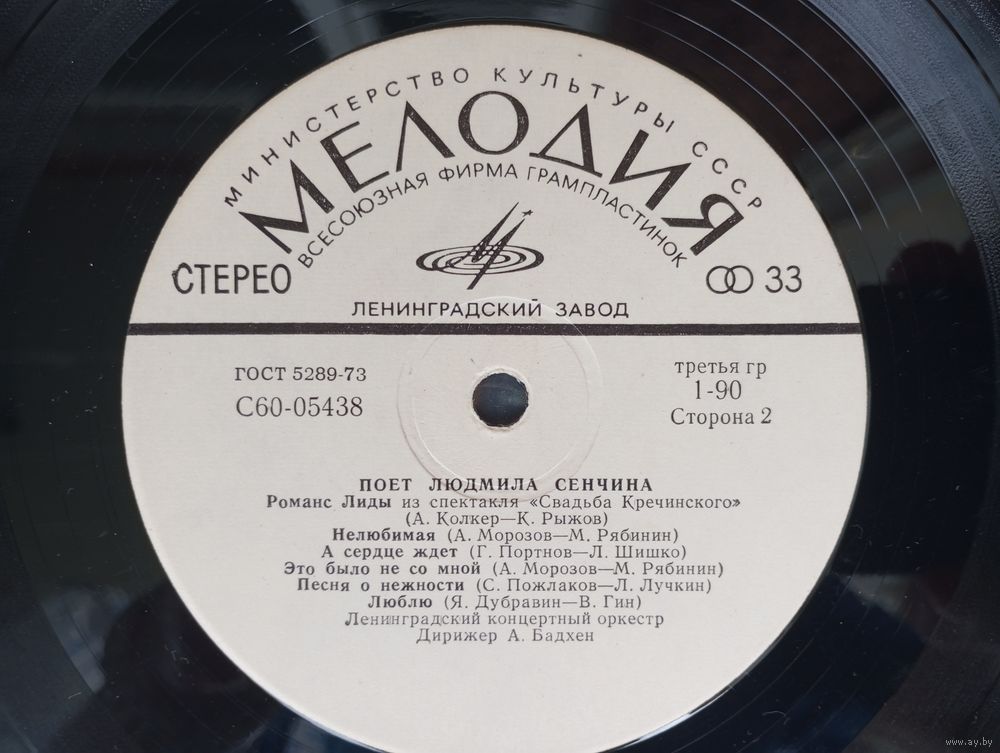 МИНИСТЕРСТВО КУЛЬТУРЫ СССР
МЕЛОДИЯ
ВСЕСОЮЗНАЯ ФИРМА ГРАМПЛАСТИНОК
СТЕРЕО
33
ЛЕНИНГРАДСКИЙ ЗАВОД
ГОСТ 5289-73
С60-05438
третья гр
1-90
Сторона 2
ПОЕТ ЛЮДМИЛА СЕНЧИНА
Романс Лиды из спектакля «Свадьба Кречинского»
(А. Колкер—К. Рыжов)
Нелюбимая (А. Морозов—М. Рябинин)
А сердце ждет (Г. Портнов—Л. Шишко)
Это было не со мной (А. Морозов—М. Рябинин)
Песня о нежности (С. Пожлаков—Л. Лучкин)
Люблю (Я. Дубравин—В. Гин)
Ленинградский концертный оркестр
Дирижер А. Бадхен
www.ay.by